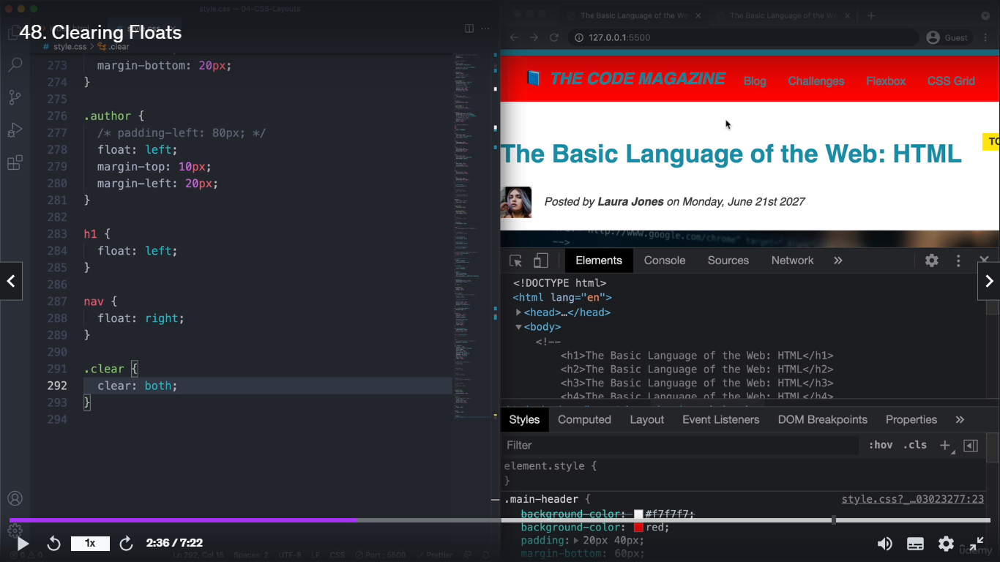 style.css — 04-CSS-Layouts
48. Clearing Floats
# style.css > .clear
273 margin-bottom: 20px;
274 }
275
276 .author {
277 /* padding-left: 80px; */
278 float: left;
279 margin-top: 10px;
280 margin-left: 20px;
281 }
282
283 h1 {
284 float: left;
285 }
286
287 nav {
288 float: right;
289 }
290
291 .clear {
292 clear: both;
293 }
294
The Basic Language of the We
The Basic Language of the W
127.0.0.1:5500
Guest
THE CODE MAGAZINE Blog Challenges Flexbox CSS Grid
TO
The Basic Language of the Web: HTML
Posted by Laura Jones on Monday, June 21st 2027
"http://www.google.com/chrome"
-->
Elements Console Sources Network »
<!DOCTYPE html>
<html lang="en">
<head>…</head>
<body>
<!--
<h1>The Basic Language of the Web: HTML</h1>
<h2>The Basic Language of the Web: HTML</h2>
<h3>The Basic Language of the Web: HTML</h3>
<h4>The Basic Language of the Web: HTML</h4>
Styles Computed Layout Event Listeners DOM Breakpoints Properties »
Filter :hov .cls +
element.style {
}
.main-header { style.css?_…03023277:23
background-color: #f7f7f7;
background-color: red;
padding: 20px 40px;
margin-bottom: 60px;
1x 2:36 / 7:22
udemy
0 0 Ln 292, Col 15 Spaces: 2 UTF-8 LF CSS Port : 5500 Prettier